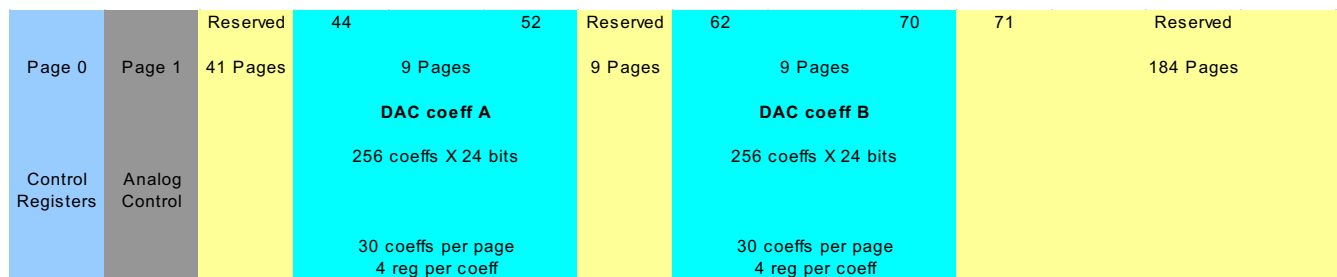 Reserved 44 52 Reserved 62 70 71 Reserved
Page 0 Page 1 41 Pages 9 Pages 9 Pages 9 Pages 184 Pages
DAC coeff A DAC coeff B
256 coeffs X 24 bits 256 coeffs X 24 bits
Control Analog
Registers Control
30 coeffs per page 30 coeffs per page
4 reg per coeff 4 reg per coeff